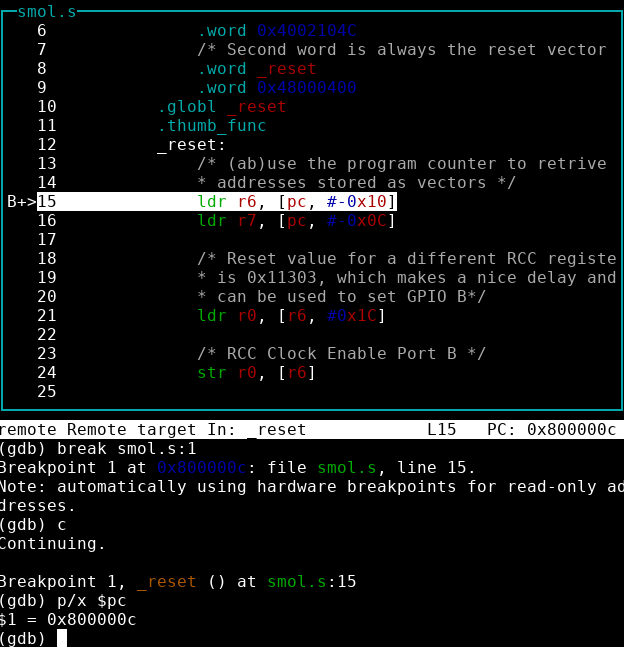 smol.s
6 .word 0x4002104C
7 /* Second word is always the reset vector
8 .word _reset
9 .word 0x48000400
10 .globl _reset
11 .thumb_func
12 _reset:
13 /* (ab)use the program counter to retrive
14 * addresses stored as vectors */
B+>15 ldr r6, [pc, #-0x10]
16 ldr r7, [pc, #-0x0C]
17
18 /* Reset value for a different RCC registe
19 * is 0x11303, which makes a nice delay and
20 * can be used to set GPIO B*/
21 ldr r0, [r6, #0x1C]
22
23 /* RCC Clock Enable Port B */
24 str r0, [r6]
25
remote Remote target In: _reset L15 PC: 0x800000c
(gdb) break smol.s:1
Breakpoint 1 at 0x800000c: file smol.s, line 15.
Note: automatically using hardware breakpoints for read-only ad
dresses.
(gdb) c
Continuing.
Breakpoint 1, _reset () at smol.s:15
(gdb) p/x $pc
$1 = 0x800000c
(gdb)